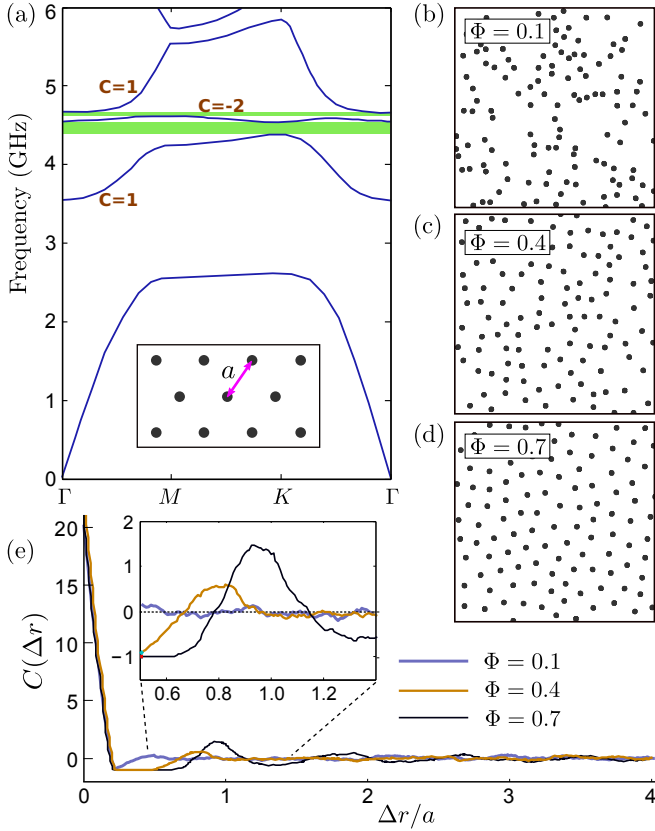 (a)
6
5
4
3
2
1
0
Frequency (GHz)
C=1
C=-2
C=1
a
Γ
M
K
Γ
(b)
Φ = 0.1
(c)
Φ = 0.4
(d)
Φ = 0.7
(e)
20
15
10
5
0
C(Δr)
2
1
0
−1
0.6
0.8
1.0
1.2
0
1
2
3
4
Δr/a
Φ = 0.1
Φ = 0.4
Φ = 0.7